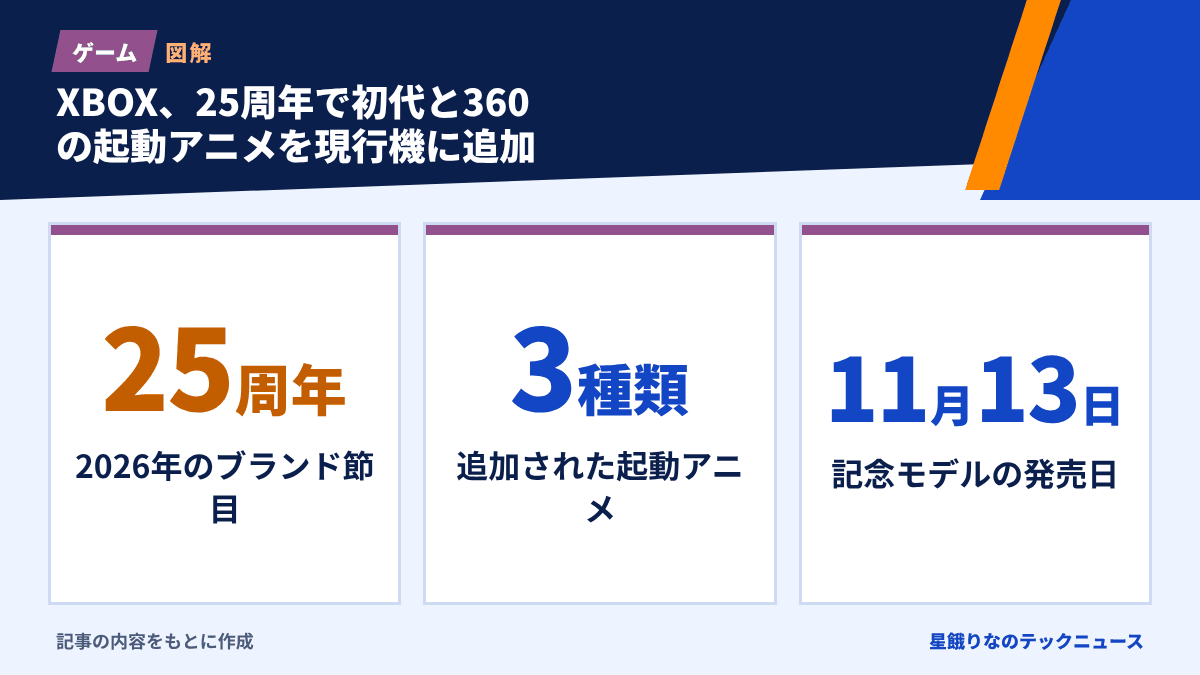 ゲーム 図解
XBOX、25周年で初代と360
の起動アニメを現行機に追加
25周年
2026年のブランド節
目
3種類
追加された起動アニ
メ
11月13日
記念モデルの発売日
記事の内容をもとに作成
星餓りなのテックニュース